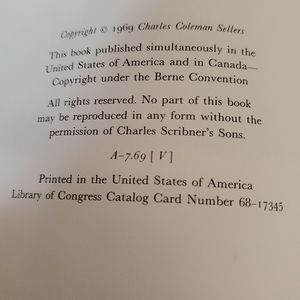 Copyright © 1969 Charles Coleman Sellers
This book published simultaneously in the
United States of America and in Canada—
Copyright under the Berne Convention
All rights reserved. No part of this book
may be reproduced in any form without the
permission of Charles Scribner's Sons.
A–7.69 [ V ]
Printed in the United States of America
Library of Congress Catalog Card Number 68–17345